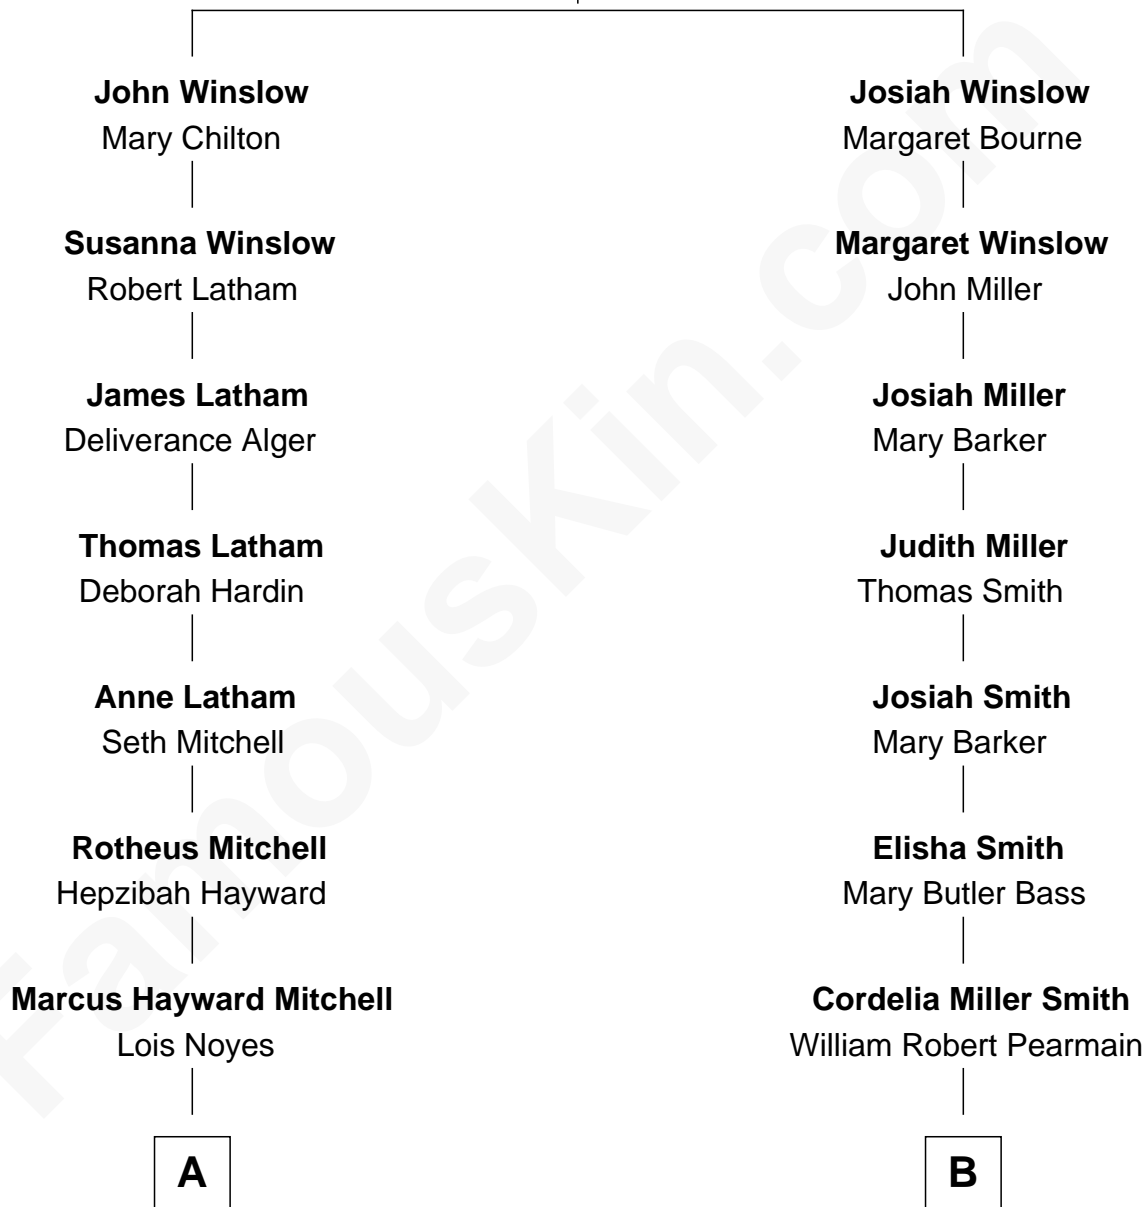 John Winslow
Mary Chilton
Josiah Winslow
Margaret Bourne
Susanna Winslow
Robert Latham
Margaret Winslow
John Miller
James Latham
Deliverance Alger
Josiah Miller
Mary Barker
Thomas Latham
Deborah Hardin
Judith Miller
Thomas Smith
Anne Latham
Seth Mitchell
Josiah Smith
Mary Barker
Rotheus Mitchell
Hepzibah Hayward
Elisha Smith
Mary Butler Bass
Marcus Hayward Mitchell
Lois Noyes
Cordelia Miller Smith
William Robert Pearmain
A
B
FamousKin.com